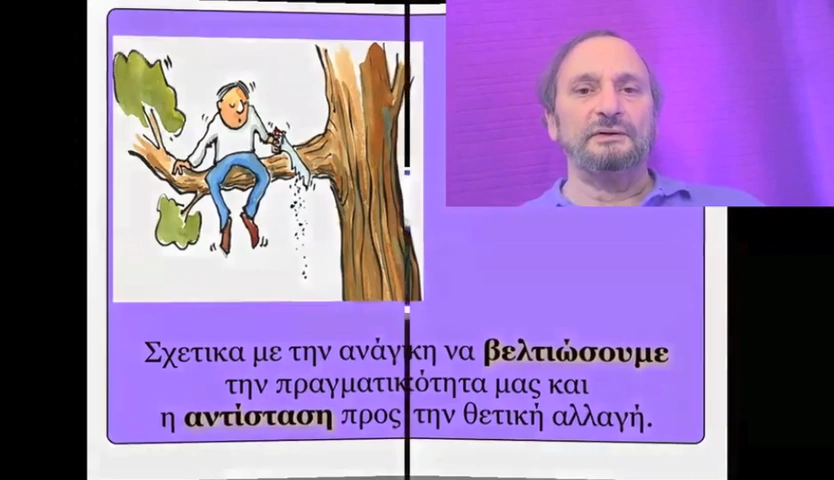 Σχετικα με την ανάγκη να βελτιώσουμε
την πραγματικότητα μας και
η αντίσταση προς την θετική αλλαγή.